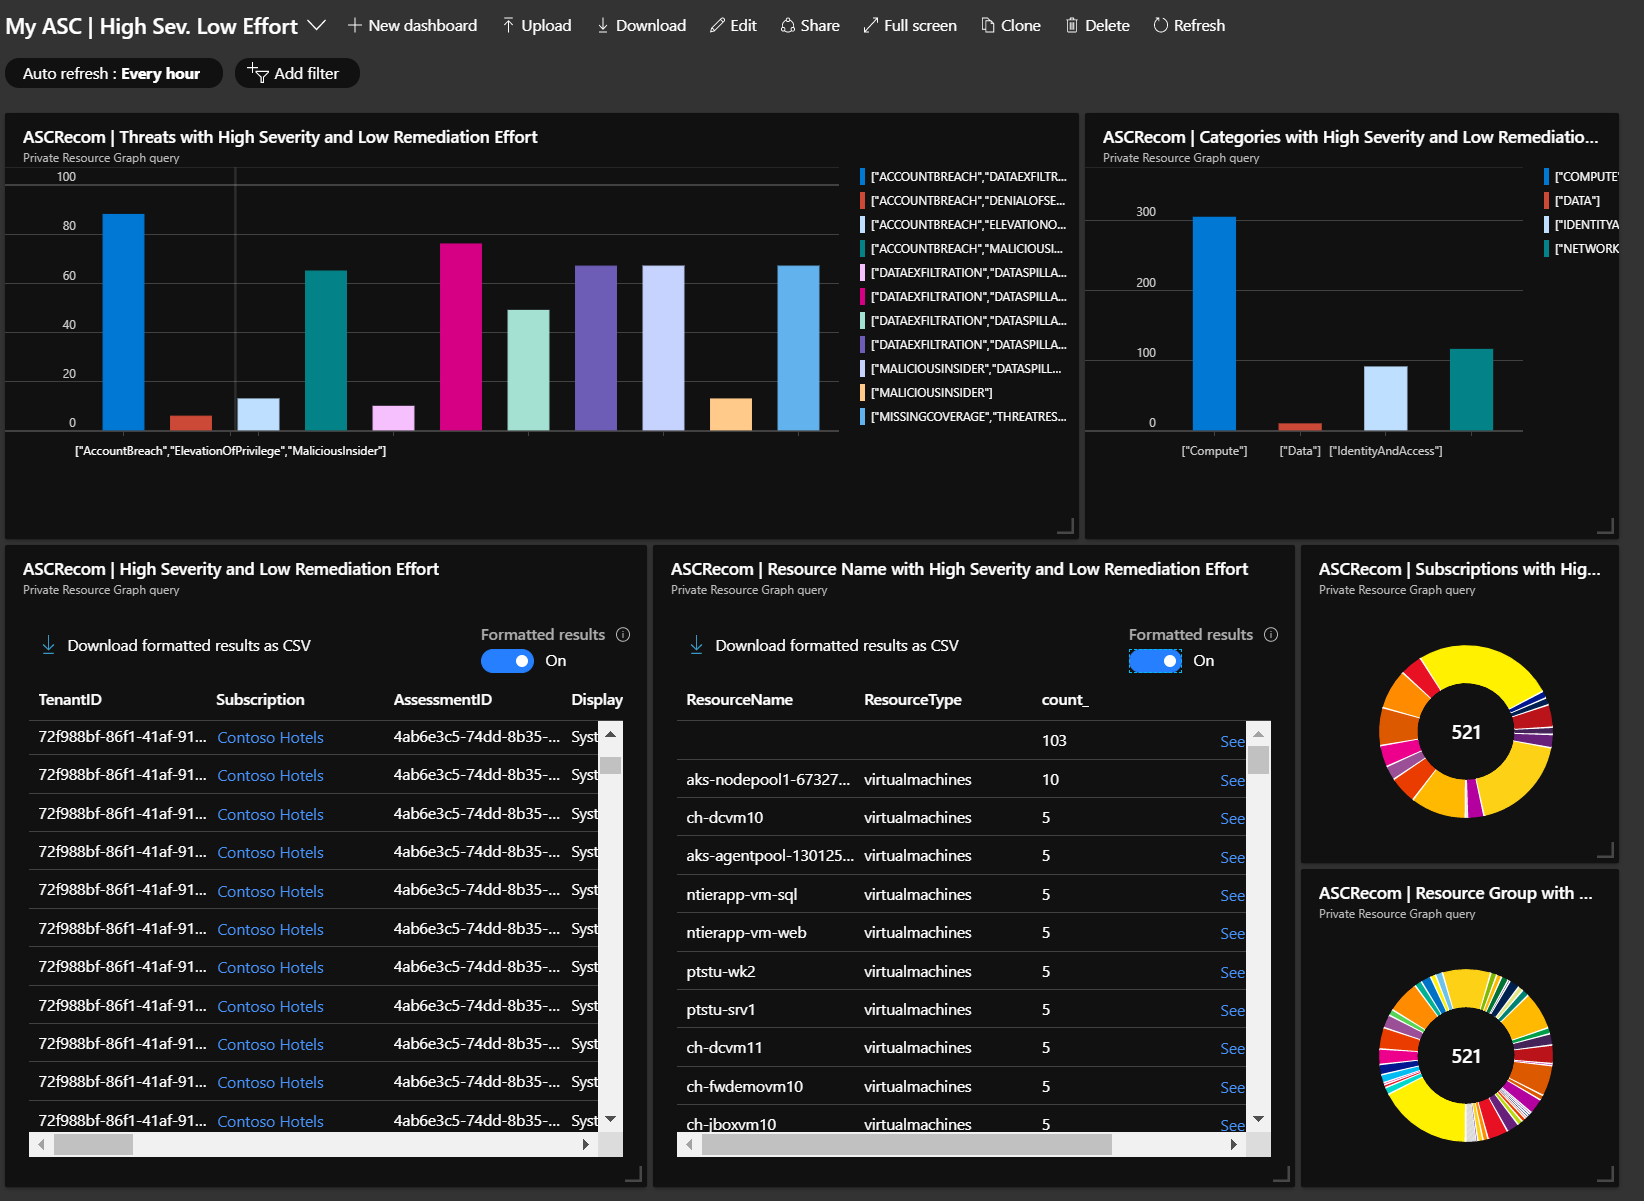 My ASC | High Sev. Low Effort
New dashboard
Upload
Download
Edit
Share
Full screen
Clone
Delete
Refresh
Auto refresh : Every hour
Add filter
ASCRecom | Threats with High Severity and Low Remediation Effort
Private Resource Graph query
100
80
60
40
20
0
["AccountBreach","ElevationOfPrivilege","MaliciousInsider"]
["ACCOUNTBREACH","DATAEXFILTR...
["ACCOUNTBREACH","DENIALOFSE...
["ACCOUNTBREACH","ELEVATIONO...
["ACCOUNTBREACH","MALICIOUSI...
["DATAEXFILTRATION","DATASPILLA...
["DATAEXFILTRATION","DATASPILLA...
["DATAEXFILTRATION","DATASPILLA...
["DATAEXFILTRATION","DATASPILLA...
["MALICIOUSINSIDER","DATASPILL...
["MALICIOUSINSIDER"]
["MISSINGCOVERAGE","THREATRES...
ASCRecom | Categories with High Severity and Low Remediatio...
Private Resource Graph query
300
200
100
0
["Compute"]
["Data"]
["IdentityAndAccess"]
["COMPUTE"
["DATA"]
["IDENTITYA
["NETWORK
ASCRecom | High Severity and Low Remediation Effort
Private Resource Graph query
Download formatted results as CSV
Formatted results
On
TenantID Subscription AssessmentID Display
72f988bf-86f1-41af-91... Contoso Hotels 4ab6e3c5-74dd-8b35-... Syst
72f988bf-86f1-41af-91... Contoso Hotels 4ab6e3c5-74dd-8b35-... Syst
72f988bf-86f1-41af-91... Contoso Hotels 4ab6e3c5-74dd-8b35-... Syst
72f988bf-86f1-41af-91... Contoso Hotels 4ab6e3c5-74dd-8b35-... Syst
72f988bf-86f1-41af-91... Contoso Hotels 4ab6e3c5-74dd-8b35-... Syst
72f988bf-86f1-41af-91... Contoso Hotels 4ab6e3c5-74dd-8b35-... Syst
72f988bf-86f1-41af-91... Contoso Hotels 4ab6e3c5-74dd-8b35-... Syst
72f988bf-86f1-41af-91... Contoso Hotels 4ab6e3c5-74dd-8b35-... Syst
72f988bf-86f1-41af-91... Contoso Hotels 4ab6e3c5-74dd-8b35-... Syst
72f988bf-86f1-41af-91... Contoso Hotels 4ab6e3c5-74dd-8b35-... Syst
72f988bf-86f1-41af-91... Contoso Hotels 4ab6e3c5-74dd-8b35-... Syst
ASCRecom | Resource Name with High Severity and Low Remediation Effort
Private Resource Graph query
Download formatted results as CSV
Formatted results
On
ResourceName ResourceType count_
103 See
aks-nodepool1-67327... virtualmachines 10 See
ch-dcvm10 virtualmachines 5 See
aks-agentpool-130125... virtualmachines 5 See
ntierapp-vm-sql virtualmachines 5 See
ntierapp-vm-web virtualmachines 5 See
ptstu-wk2 virtualmachines 5 See
ptstu-srv1 virtualmachines 5 See
ch-dcvm11 virtualmachines 5 See
ch-fwdemovm10 virtualmachines 5 See
ch-jboxvm10 virtualmachines 5 See
ASCRecom | Subscriptions with Hig...
Private Resource Graph query
521
ASCRecom | Resource Group with ...
Private Resource Graph query
521